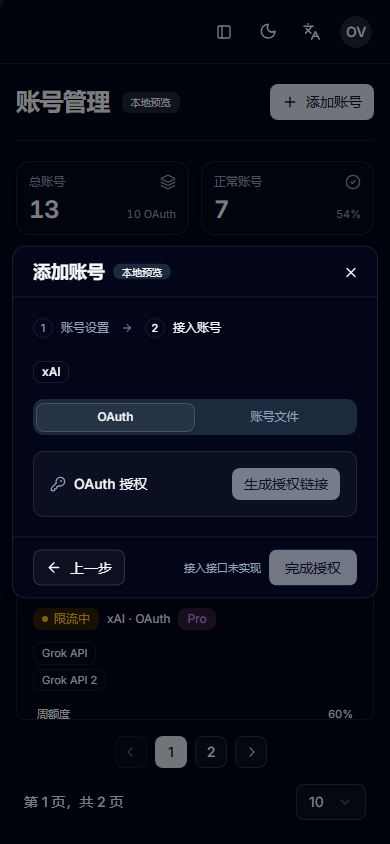 OV
账号管理 本地预览 添加账号
总账号 正常账号
13 10 OAuth 7 54%
添加账号 本地预览
1 账号设置 → 2 接入账号
xAI
OAuth 账号文件
OAuth 授权 生成授权链接
← 上一步 接入接口未实现 完成授权
限流中 xAI · OAuth Pro
Grok API
Grok API 2
周额度 60%
1 2
第 1 页，共 2 页 10